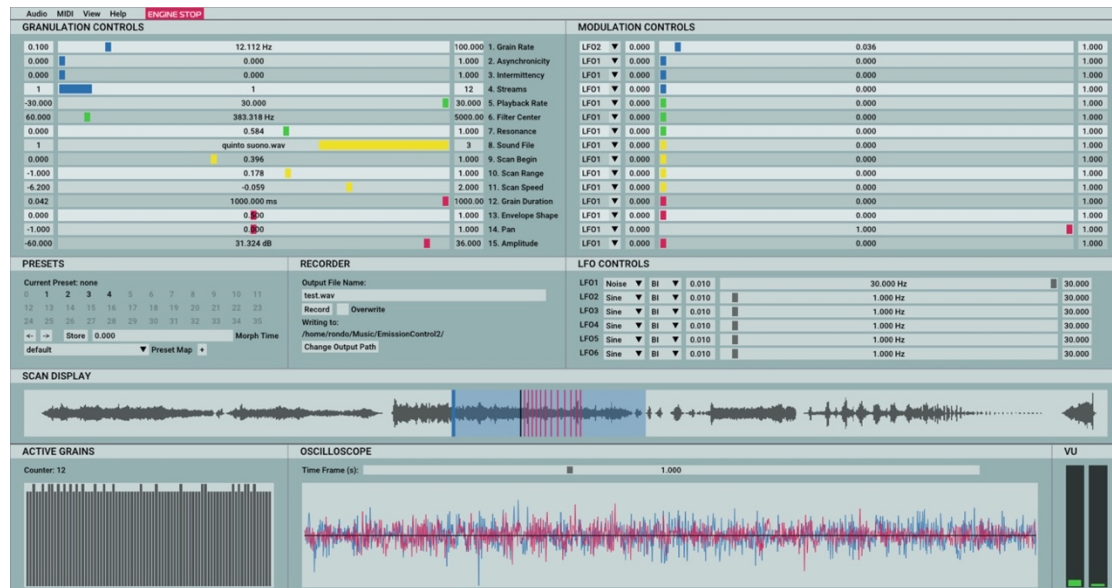 Audio MIDI View Help ENGINE STOP
GRANULATION CONTROLS
0.100 12.112 Hz 100.000 1. Grain Rate
0.000 0.000 1.000 2. Asynchronicity
0.000 0.000 1.000 3. Intermittency
1 1 12 4. Streams
-30.000 30.000 30.000 5. Playback Rate
60.000 383.318 Hz 5000.00 6. Filter Center
0.000 0.584 1.000 7. Resonance
1 quinto suono.wav 3 8. Sound File
0.000 0.396 1.000 9. Scan Begin
-1.000 0.178 1.000 10. Scan Range
-6.200 -0.059 2.000 11. Scan Speed
0.042 1000.000 ms 1000.00 12. Grain Duration
0.000 0.500 1.000 13. Envelope Shape
-1.000 0.000 1.000 14. Pan
-60.000 31.324 dB 36.000 15. Amplitude
MODULATION CONTROLS
LFO2 ▼ 0.000 0.036 1.000
LFO1 ▼ 0.000 0.000 1.000
LFO1 ▼ 0.000 0.000 1.000
LFO1 ▼ 0.000 0.000 1.000
LFO1 ▼ 0.000 0.000 1.000
LFO1 ▼ 0.000 0.000 1.000
LFO1 ▼ 0.000 0.000 1.000
LFO1 ▼ 0.000 0.000 1.000
LFO1 ▼ 0.000 0.000 1.000
LFO1 ▼ 0.000 0.000 1.000
LFO1 ▼ 0.000 0.000 1.000
LFO1 ▼ 0.000 0.000 1.000
LFO1 ▼ 0.000 0.000 1.000
LFO1 ▼ 0.000 1.000 1.000
LFO1 ▼ 0.000 0.000 1.000
PRESETS
Current Preset: none
0 1 2 3 4 5 6 7 8 9 10 11
12 13 14 15 16 17 18 19 20 21 22 23
24 25 26 27 28 29 30 31 32 33 34 35
<- -> Store 0.000 Morph Time
default ▼ Preset Map +
RECORDER
Output File Name:
test.wav
Record Overwrite
Writing to:
/home/rondo/Music/EmissionControl2/
Change Output Path
LFO CONTROLS
LFO1 Noise ▼ BI ▼ 0.010 30.000 Hz 30.000
LFO2 Sine ▼ BI ▼ 0.010 1.000 Hz 30.000
LFO3 Sine ▼ BI ▼ 0.010 1.000 Hz 30.000
LFO4 Sine ▼ BI ▼ 0.010 1.000 Hz 30.000
LFO5 Sine ▼ BI ▼ 0.010 1.000 Hz 30.000
LFO6 Sine ▼ BI ▼ 0.010 1.000 Hz 30.000
SCAN DISPLAY
ACTIVE GRAINS
Counter: 12
OSCILLOSCOPE
Time Frame (s): 1.000
VU